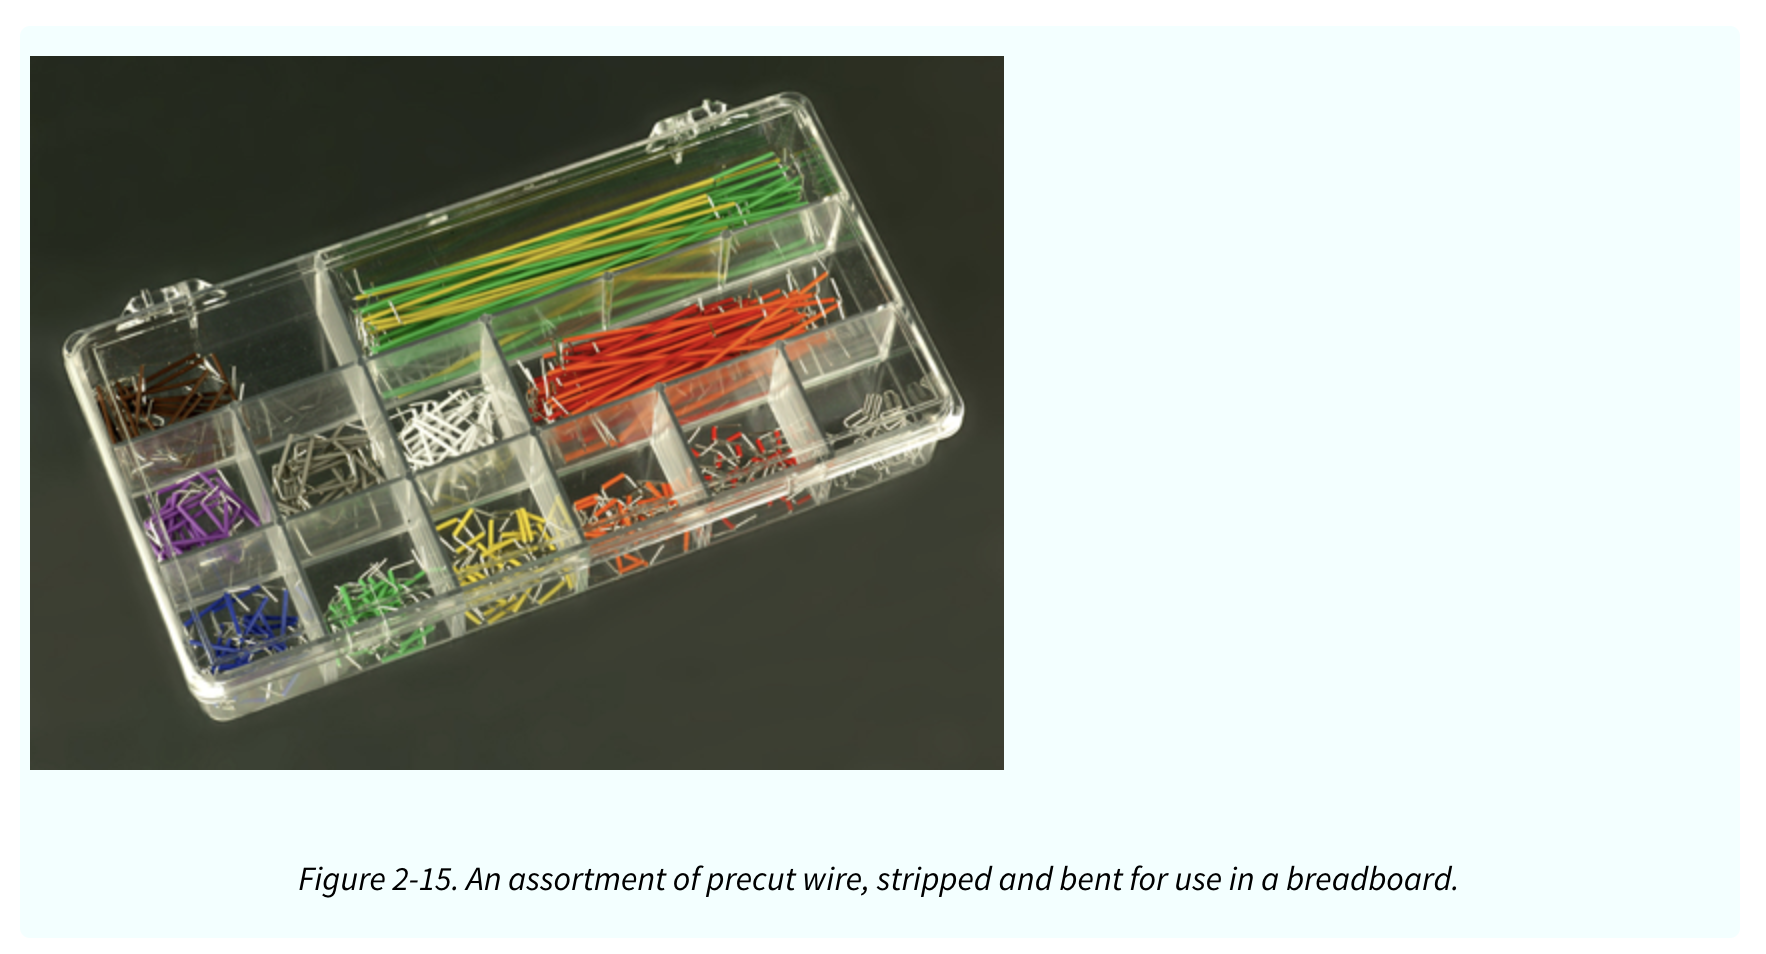 Figure 2-15. An assortment of precut wire, stripped and bent for use in a breadboard.